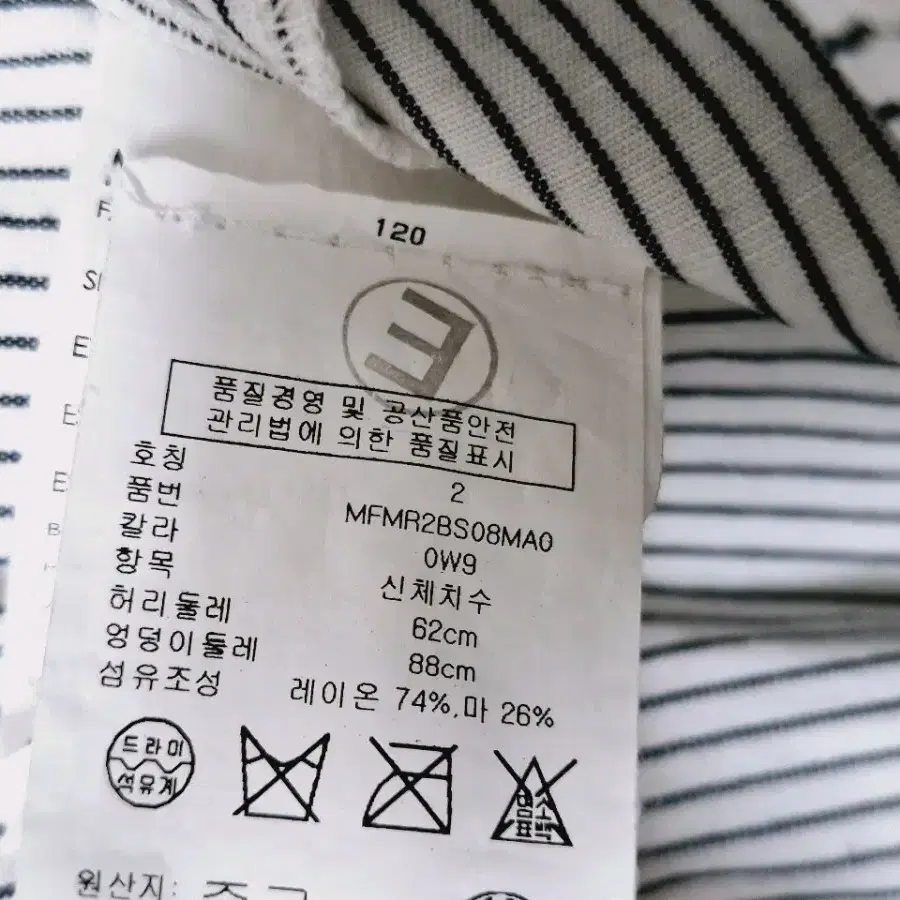 120
품질경영 및 공산품안전
관리법에 의한 품질표시
호칭 2
품번 MFMR2BS08MA0
칼라 0W9
항목 신체치수
허리둘레 62cm
엉덩이둘레 88cm
섬유조성 레이온 74%,마 26%
드라이
석유계
염소
표백
원산지: